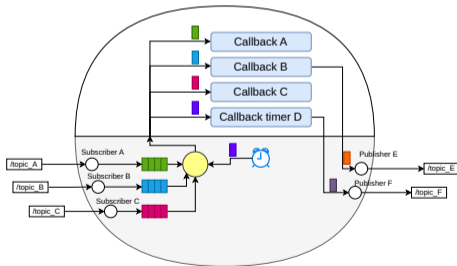 Callback A
Callback B
Callback C
Callback timer D
Subscriber A
/topic_A
Subscriber B
/topic_B
Subscriber C
/topic_C
Publisher E
/topic_E
Publisher F
/topic_F